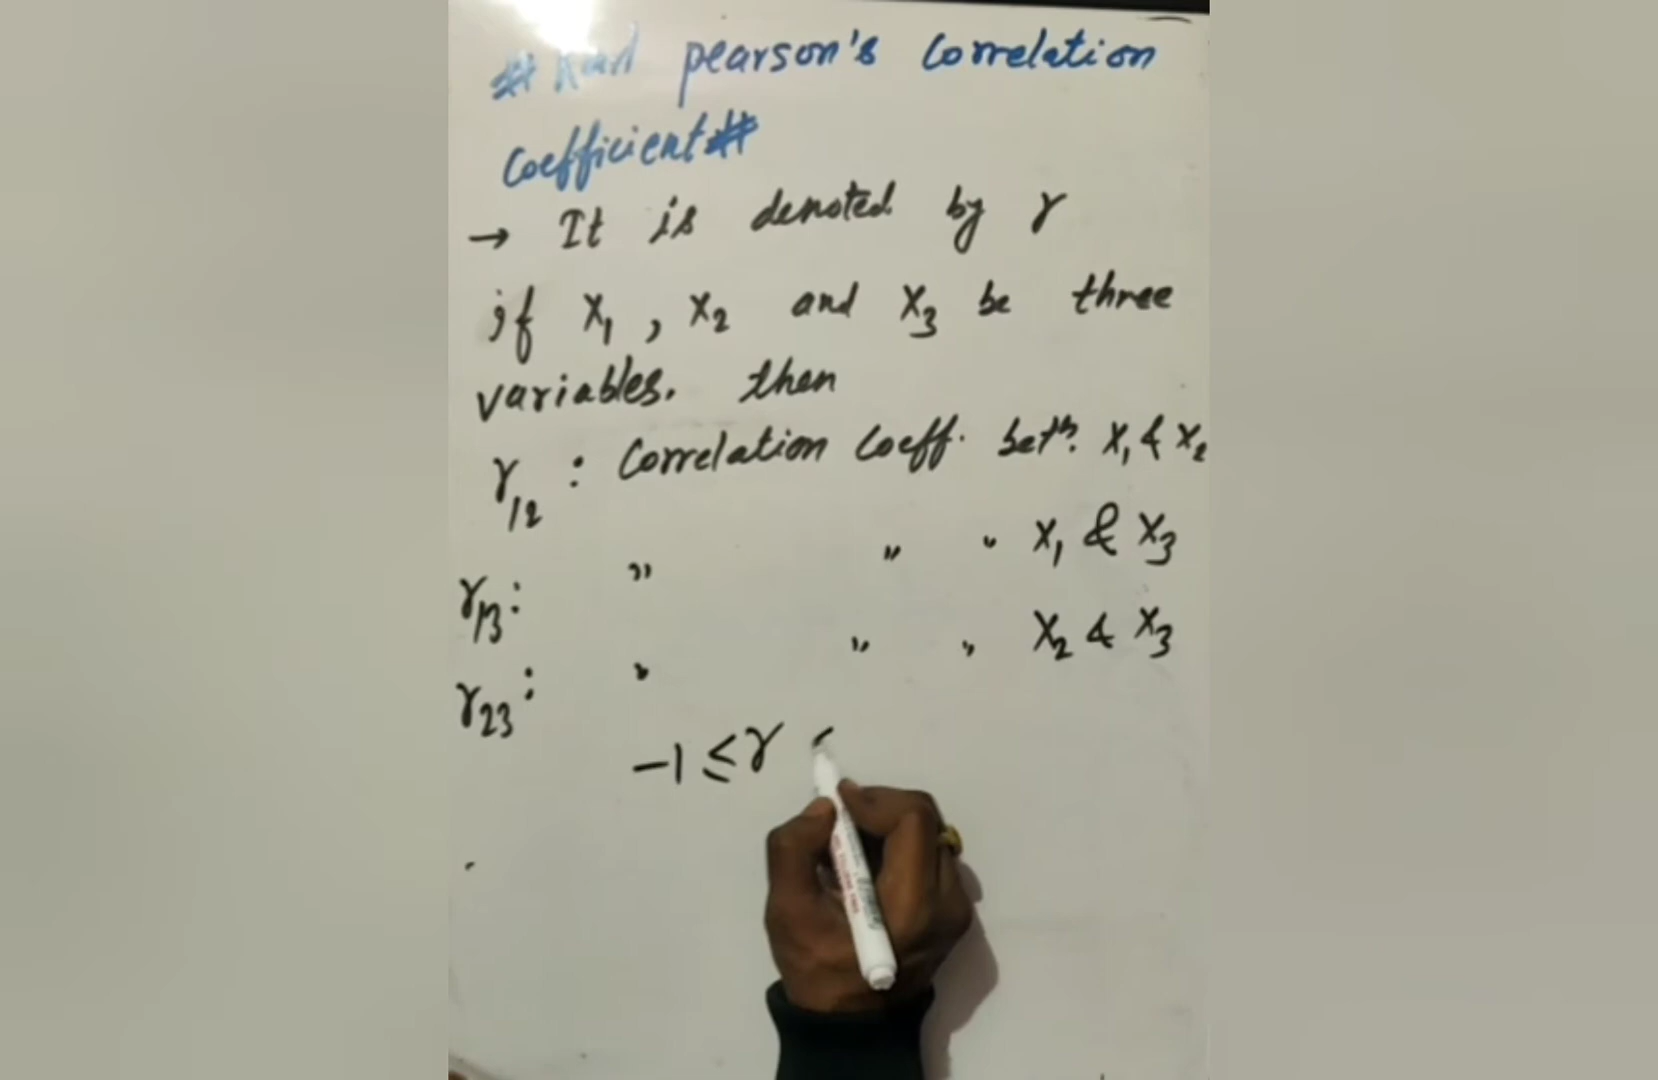 # Karl pearson's Correlation
Coefficient #
→ It is denoted by r
if X₁, X₂ and X₃ be three
variables. then
r₁₂ : Correlation Coeff. betⁿ. X₁ & X₂
r₁₃ : " " " X₁ & X₃
r₂₃ : " " " X₂ & X₃
-1 ≤ r